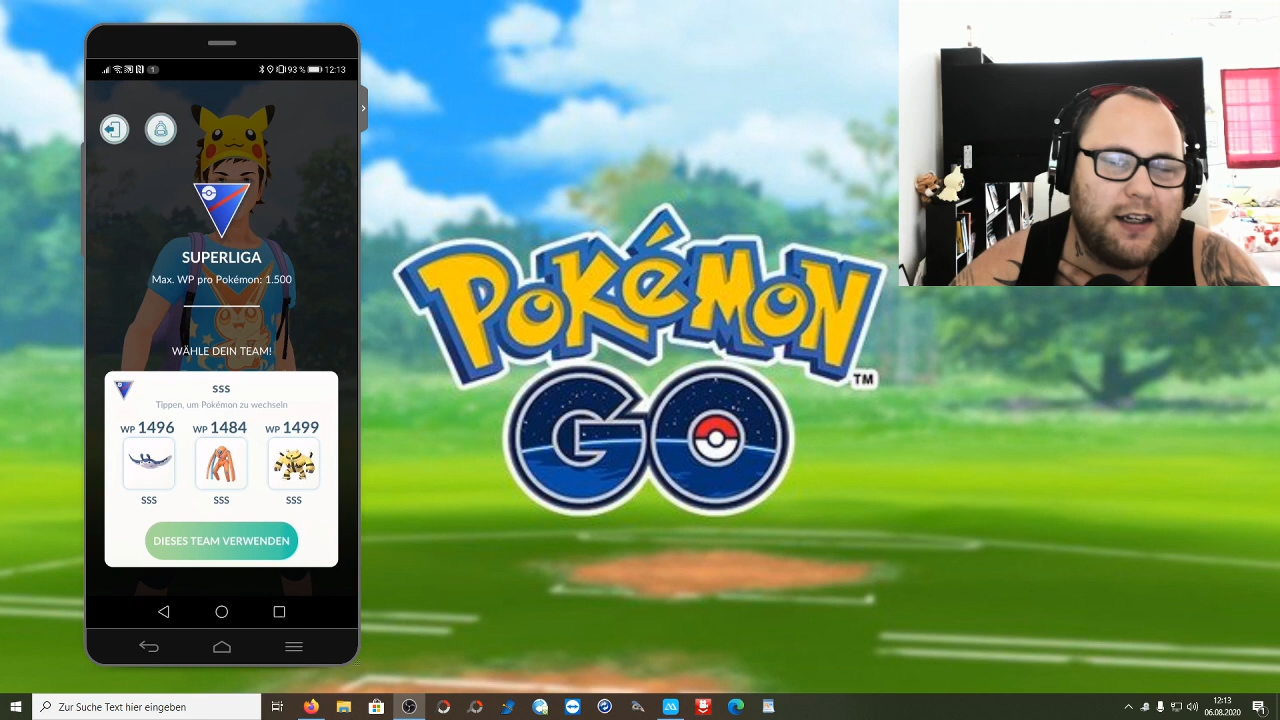 1
93 %
12:13
SUPERLIGA
Max. WP pro Pokémon: 1.500
WÄHLE DEIN TEAM!
SSS
Tippen, um Pokémon zu wechseln
WP 1496 WP 1484 WP 1499
SSS SSS SSS
DIESES TEAM VERWENDEN
POKéMON
TM
GO
Zur Suche Text hier eingeben
12:13
06.08.2020